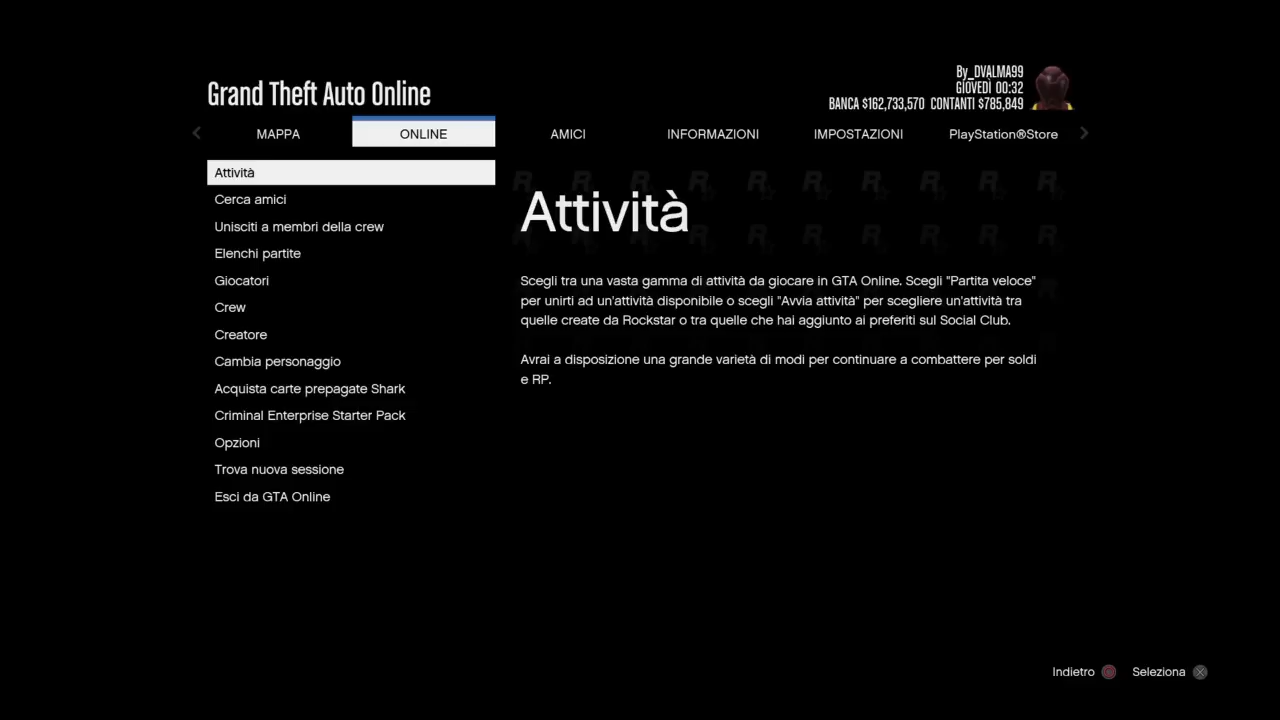 Grand Theft Auto Online
By_DVALMA99
GIOVEDÌ 00:32
BANCA $162,733,570 CONTANTI $785,849
MAPPA ONLINE AMICI INFORMAZIONI IMPOSTAZIONI PlayStation®Store
Attività
Cerca amici
Unisciti a membri della crew
Elenchi partite
Giocatori
Crew
Creatore
Cambia personaggio
Acquista carte prepagate Shark
Criminal Enterprise Starter Pack
Opzioni
Trova nuova sessione
Esci da GTA Online
Attività
Scegli tra una vasta gamma di attività da giocare in GTA Online. Scegli "Partita veloce"
per unirti ad un'attività disponibile o scegli "Avvia attività" per scegliere un'attività tra
quelle create da Rockstar o tra quelle che hai aggiunto ai preferiti sul Social Club.
Avrai a disposizione una grande varietà di modi per continuare a combattere per soldi
e RP.
Indietro Seleziona